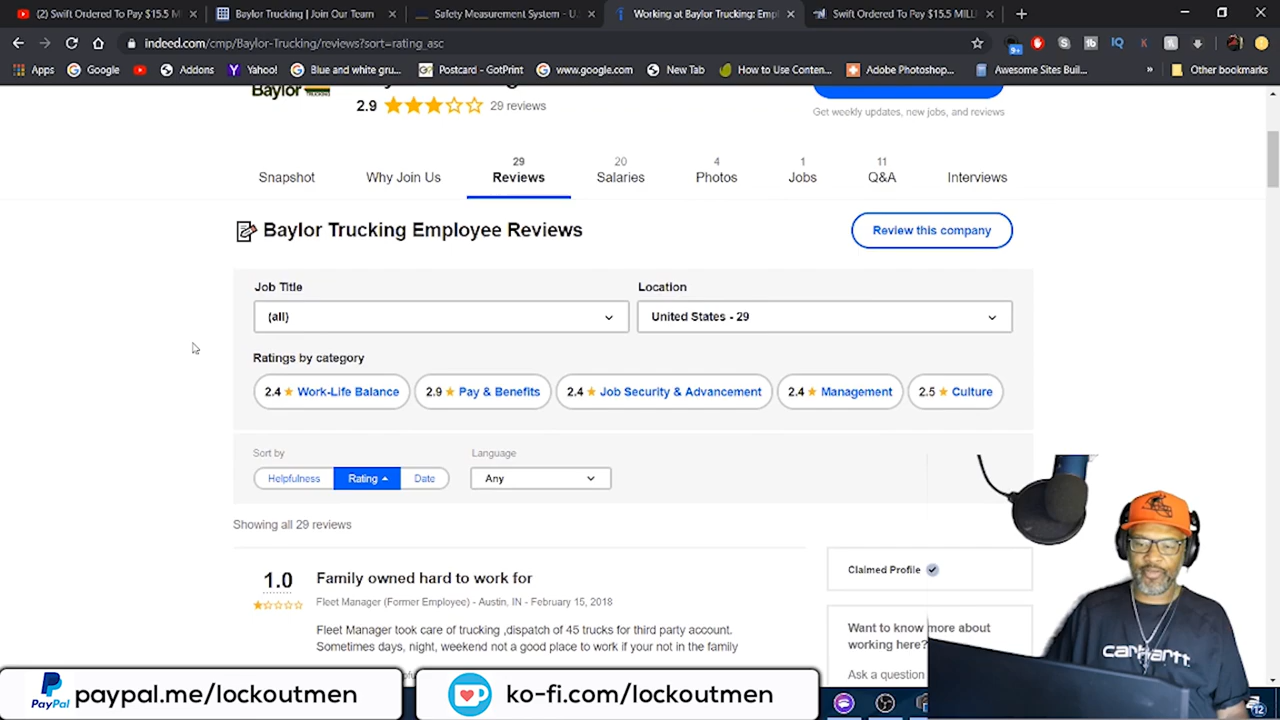 (2) Swift Ordered To Pay $15.5 M
Baylor Trucking | Join Our Team
Safety Measurement System - U.S
Working at Baylor Trucking: Empl
Swift Ordered To Pay $15.5 MILLI
indeed.com/cmp/Baylor-Trucking/reviews?sort=rating_asc
Apps Google Addons Yahoo! Blue and white gru... Postcard - GotPrint www.google.com New Tab How to Use Conten... Adobe Photoshop... Awesome Sites Buil... » Other bookmarks
Baylor
2.9 29 reviews
Get weekly updates, new jobs, and reviews
29 20 4 1 11
Snapshot Why Join Us Reviews Salaries Photos Jobs Q&A Interviews
Baylor Trucking Employee Reviews
Review this company
Job Title Location
(all) United States - 29
Ratings by category
2.4 Work-Life Balance 2.9 Pay & Benefits 2.4 Job Security & Advancement 2.4 Management 2.5 Culture
Sort by Language
Helpfulness Rating Date Any
Showing all 29 reviews
1.0 Family owned hard to work for
Fleet Manager (Former Employee) - Austin, IN - February 15, 2018
Fleet Manager took care of trucking ,dispatch of 45 trucks for third party account.
Sometimes days, night, weekend not a good place to work if your not in the family
Claimed Profile
Want to know more about
working here?
Ask a question
carhartt
PayPal paypal.me/lockoutmen
ko-fi.com/lockoutmen
12